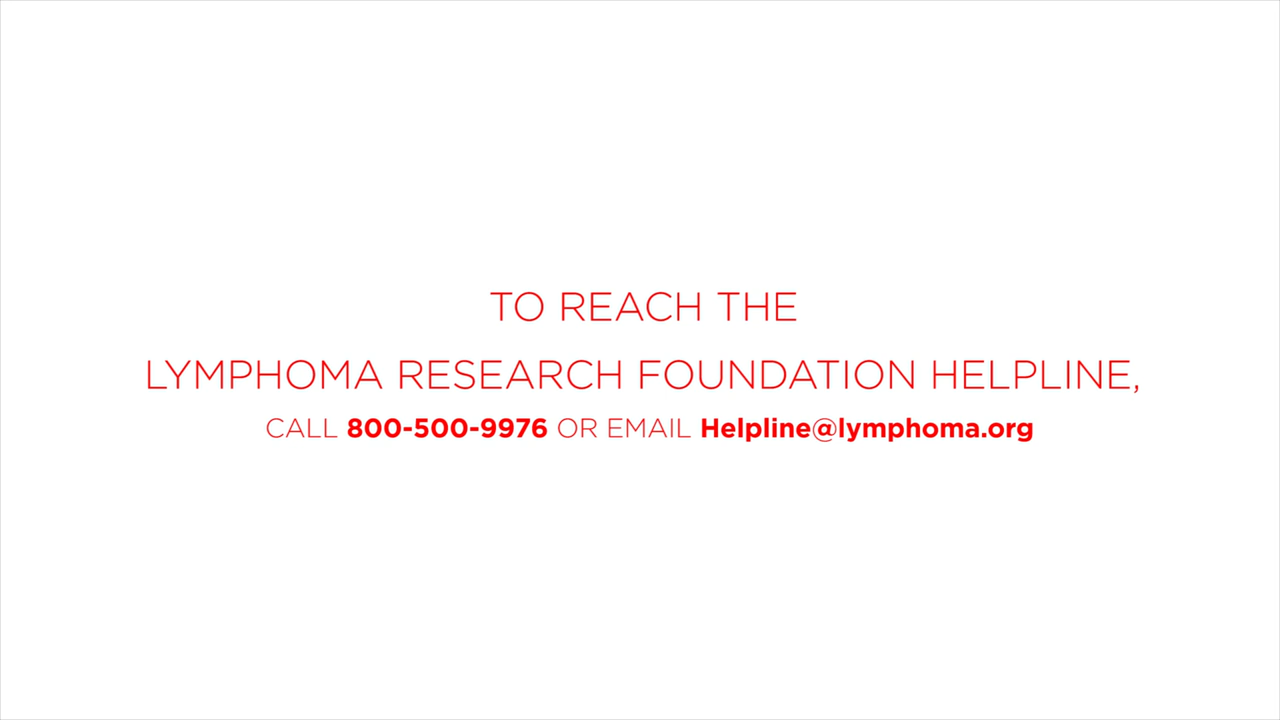 TO REACH THE
LYMPHOMA RESEARCH FOUNDATION HELPLINE,
CALL 800-500-9976 OR EMAIL Helpline@lymphoma.org